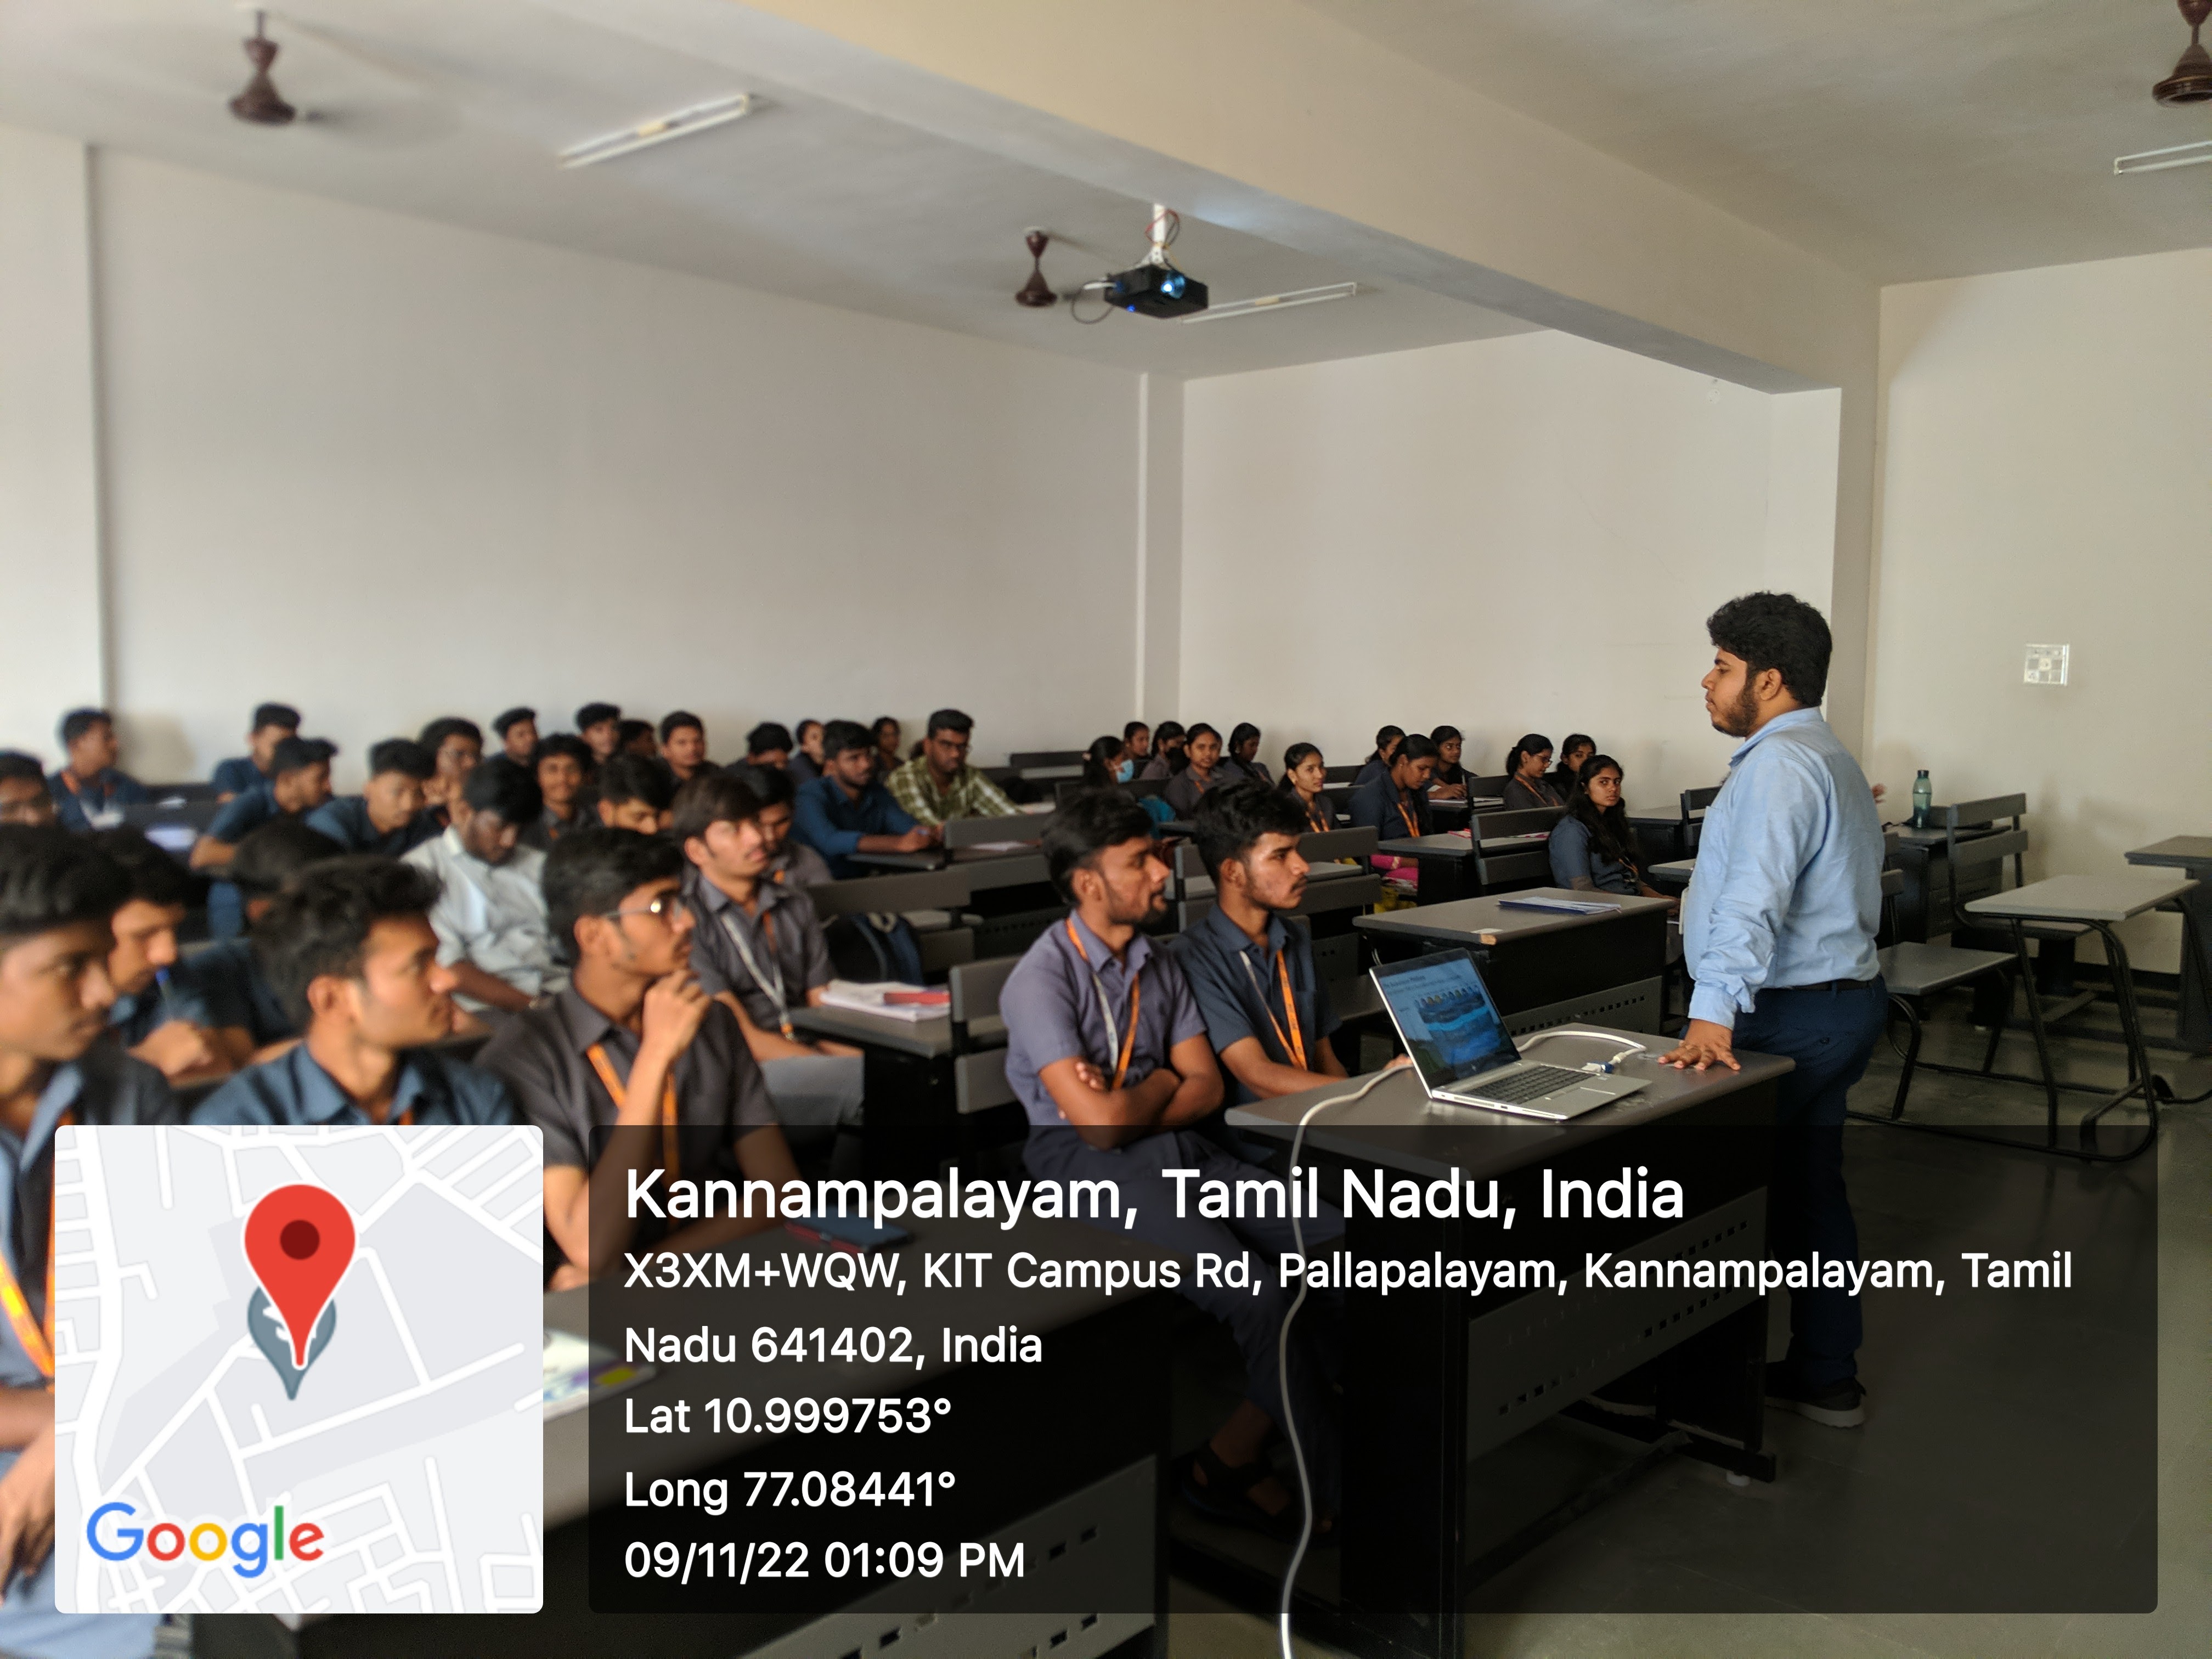 Kannampalayam, Tamil Nadu, India
X3XM+WQW, KIT Campus Rd, Pallapalayam, Kannampalayam, Tamil
Nadu 641402, India
Lat 10.999753°
Long 77.08441°
09/11/22 01:09 PM
Google